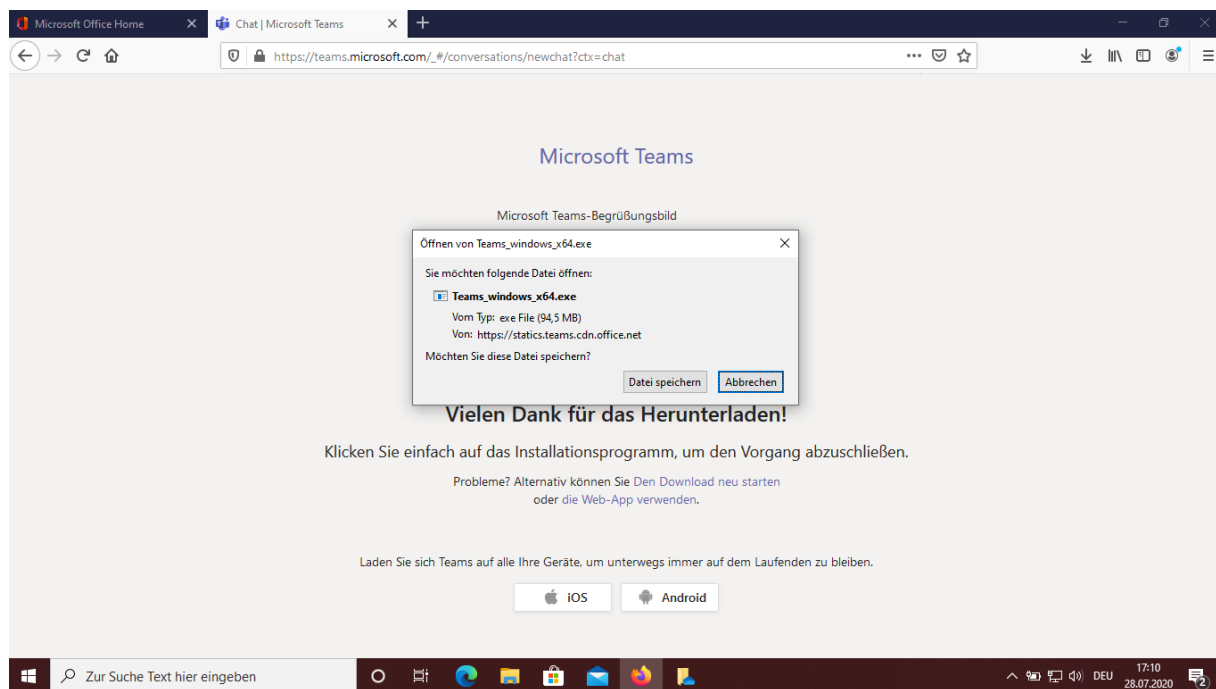 Microsoft Office Home
Chat | Microsoft Teams
https://teams.microsoft.com/_#/conversations/newchat?ctx=chat
Microsoft Teams
Microsoft Teams-Begrüßungsbild
Öffnen von Teams_windows_x64.exe
Sie möchten folgende Datei öffnen:
Teams_windows_x64.exe
Vom Typ: exe File (94,5 MB)
Von: https://statics.teams.cdn.office.net
Möchten Sie diese Datei speichern?
Datei speichern
Abbrechen
Vielen Dank für das Herunterladen!
Klicken Sie einfach auf das Installationsprogramm, um den Vorgang abzuschließen.
Probleme? Alternativ können Sie Den Download neu starten
oder die Web-App verwenden.
Laden Sie sich Teams auf alle Ihre Geräte, um unterwegs immer auf dem Laufenden zu bleiben.
iOS
Android
Zur Suche Text hier eingeben
DEU
17:10
28.07.2020
2